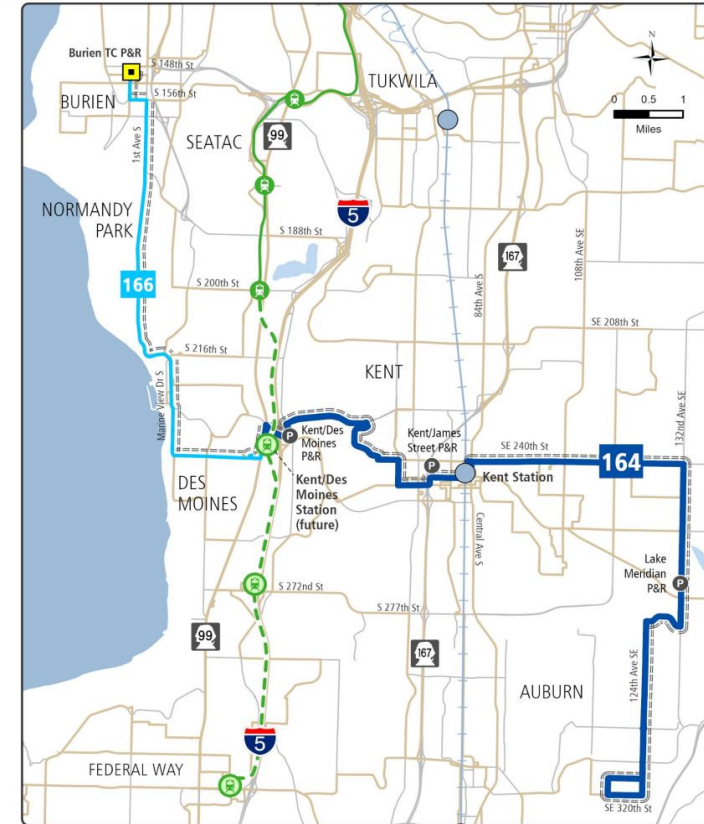 Burien TC P&R
S 148th St
TUKWILA
N
S 156th St
BURIEN
0 0.5 1
Miles
99
SEATAC
1st Ave S
5
NORMANDY
PARK
S 188th St
167
84th Ave S
108th Ave SE
166
S 200th St
SE 208th St
S 216th St
KENT
Marine View Dr S
132nd Ave SE
Kent/Des
Moines
P&R
P
Kent/James
Street P&R
P
SE 240th St
164
Kent Station
Kent/Des
Moines
Station
(future)
DES
MOINES
Central Ave S
Lake
Meridian
P&R
P
S 272nd St
S 277th St
99
167
124th Ave SE
AUBURN
5
FEDERAL WAY
SE 320th St